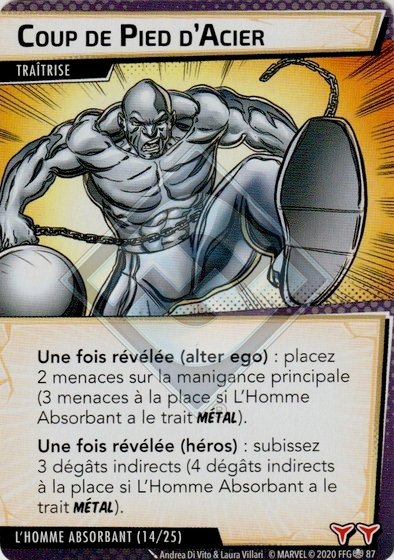 Coup de Pied d'Acier
TRAÎTRISE
Une fois révélée (alter ego) : placez
2 menaces sur la manigance principale
(3 menaces à la place si L'Homme
Absorbant a le trait MÉTAL).
Une fois révélée (héros) : subissez
3 dégâts indirects (4 dégâts indirects
à la place si L'Homme Absorbant a le
trait MÉTAL).
L'HOMME ABSORBANT (14/25)
Andrea Di Vito & Laura Villari © MARVEL © 2020 FFG 87